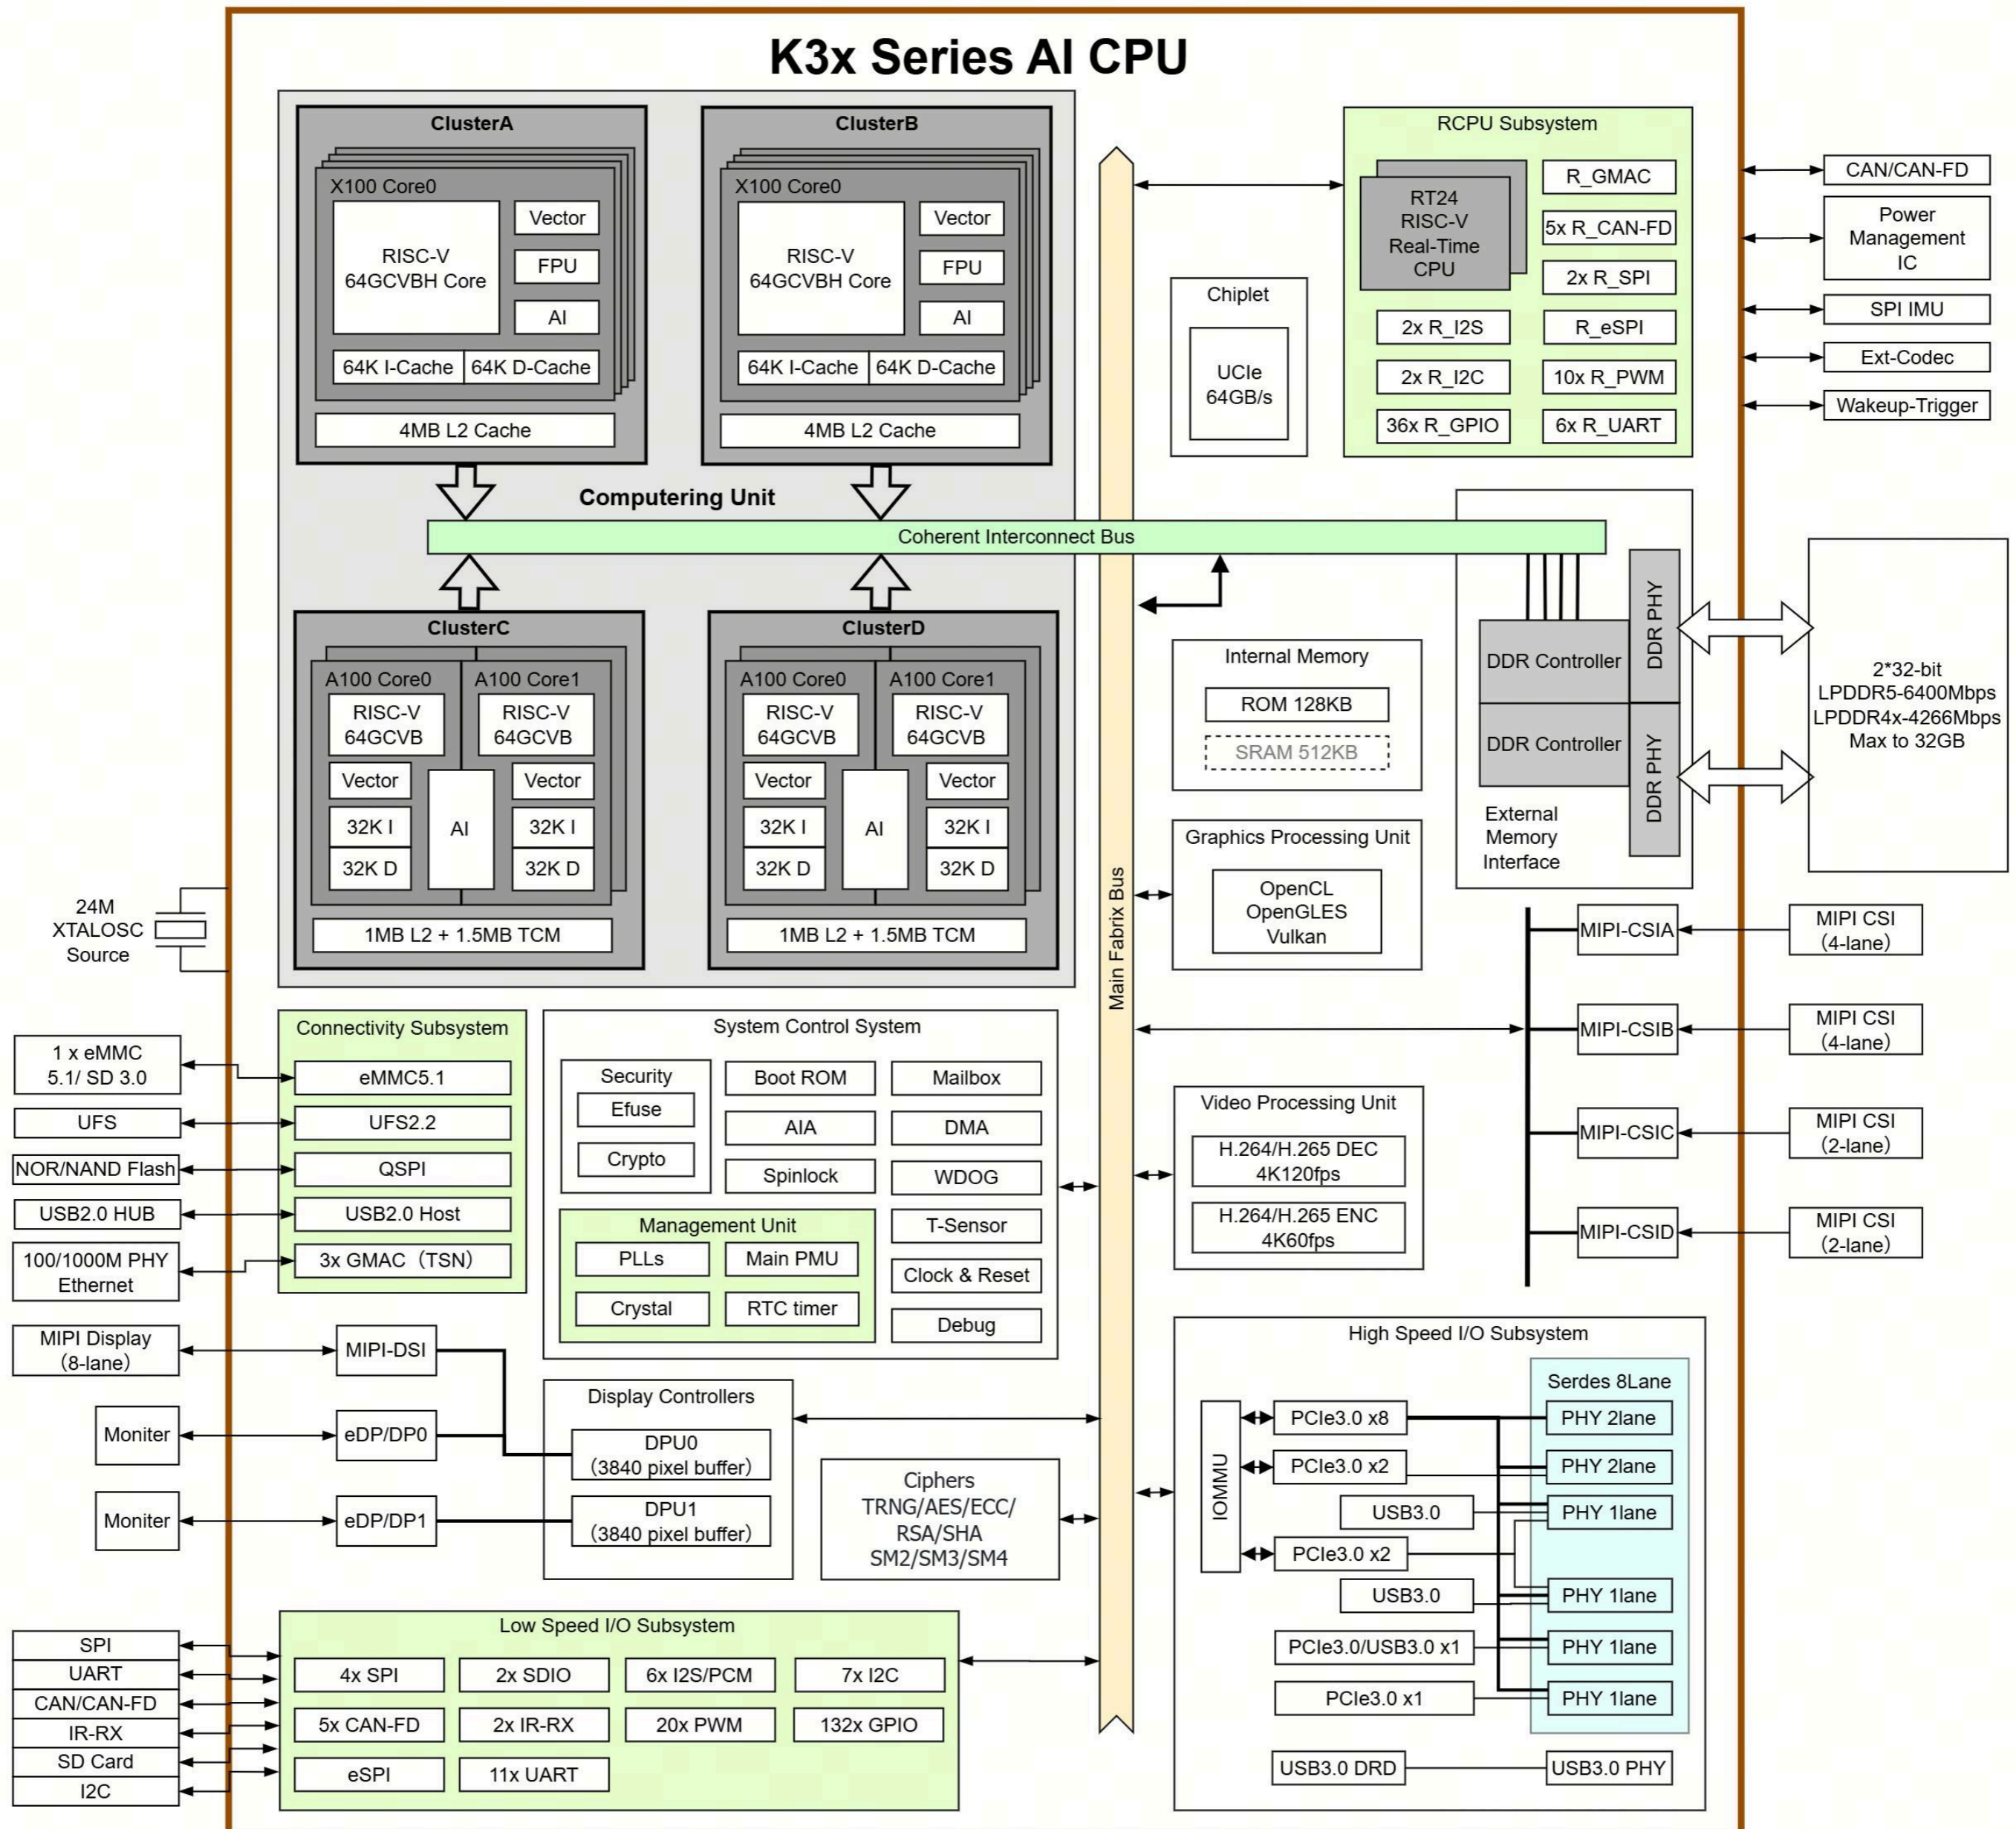 K3x Series AI CPU
ClusterA
X100 Core0
RISC-V
64GCVBH Core
Vector
FPU
AI
64K I-Cache
64K D-Cache
4MB L2 Cache
ClusterB
X100 Core0
RISC-V
64GCVBH Core
Vector
FPU
AI
64K I-Cache
64K D-Cache
4MB L2 Cache
Computering Unit
Coherent Interconnect Bus
ClusterC
A100 Core0
A100 Core1
RISC-V
64GCVB
RISC-V
64GCVB
Vector
Vector
AI
32K I
32K I
32K D
32K D
1MB L2 + 1.5MB TCM
ClusterD
A100 Core0
A100 Core1
RISC-V
64GCVB
RISC-V
64GCVB
Vector
Vector
AI
32K I
32K I
32K D
32K D
1MB L2 + 1.5MB TCM
Main Fabrix Bus
RCPU Subsystem
RT24
RISC-V
Real-Time
CPU
R_GMAC
5x R_CAN-FD
2x R_SPI
2x R_I2S
R_eSPI
2x R_I2C
10x R_PWM
36x R_GPIO
6x R_UART
CAN/CAN-FD
Power
Management
IC
SPI IMU
Ext-Codec
Wakeup-Trigger
Chiplet
UCIe
64GB/s
Internal Memory
ROM 128KB
SRAM 512KB
DDR Controller
DDR Controller
DDR PHY
DDR PHY
External
Memory
Interface
2*32-bit
LPDDR5-6400Mbps
LPDDR4x-4266Mbps
Max to 32GB
Graphics Processing Unit
OpenCL
OpenGLES
Vulkan
MIPI-CSIA
MIPI CSI
(4-lane)
MIPI-CSIB
MIPI CSI
(4-lane)
MIPI-CSIC
MIPI CSI
(2-lane)
MIPI-CSID
MIPI CSI
(2-lane)
Video Processing Unit
H.264/H.265 DEC
4K120fps
H.264/H.265 ENC
4K60fps
24M
XTALOSC
Source
1 x eMMC
5.1/ SD 3.0
UFS
NOR/NAND Flash
USB2.0 HUB
100/1000M PHY
Ethernet
Connectivity Subsystem
eMMC5.1
UFS2.2
QSPI
USB2.0 Host
3x GMAC（TSN）
System Control System
Security
Efuse
Crypto
Boot ROM
AIA
Spinlock
Mailbox
DMA
WDOG
T-Sensor
Clock & Reset
Debug
Management Unit
PLLs
Main PMU
Crystal
RTC timer
MIPI Display
（8-lane）
Moniter
Moniter
MIPI-DSI
eDP/DP0
eDP/DP1
Display Controllers
DPU0
（3840 pixel buffer）
DPU1
（3840 pixel buffer）
Ciphers
TRNG/AES/ECC/
RSA/SHA
SM2/SM3/SM4
High Speed I/O Subsystem
Serdes 8Lane
IOMMU
PCIe3.0 x8
PHY 2lane
PCIe3.0 x2
PHY 2lane
USB3.0
PHY 1lane
PCIe3.0 x2
USB3.0
PHY 1lane
PCIe3.0/USB3.0 x1
PHY 1lane
PCIe3.0 x1
PHY 1lane
USB3.0 DRD
USB3.0 PHY
SPI
UART
CAN/CAN-FD
IR-RX
SD Card
I2C
Low Speed I/O Subsystem
4x SPI
2x SDIO
6x I2S/PCM
7x I2C
5x CAN-FD
2x IR-RX
20x PWM
132x GPIO
eSPI
11x UART